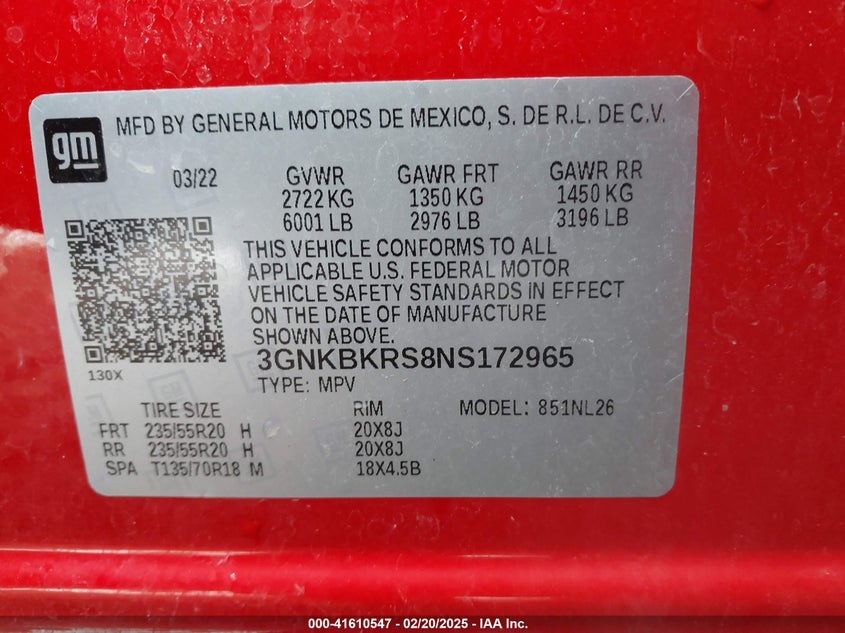 gm
MFD BY GENERAL MOTORS DE MEXICO, S. DE R.L. DE C.V.
03/22 GVWR GAWR FRT GAWR RR
2722 KG 1350 KG 1450 KG
6001 LB 2976 LB 3196 LB
THIS VEHICLE CONFORMS TO ALL
APPLICABLE U.S. FEDERAL MOTOR
VEHICLE SAFETY STANDARDS IN EFFECT
ON THE DATE OF MANUFACTURE
SHOWN ABOVE.
3GNKBKRS8NS172965
130X
TYPE: MPV
TIRE SIZE RIM MODEL: 851NL26
FRT 235/55R20 H 20X8J
RR 235/55R20 H 20X8J
SPA T135/70R18 M 18X4.5B
000-41610547 - 02/20/2025 - IAA Inc.